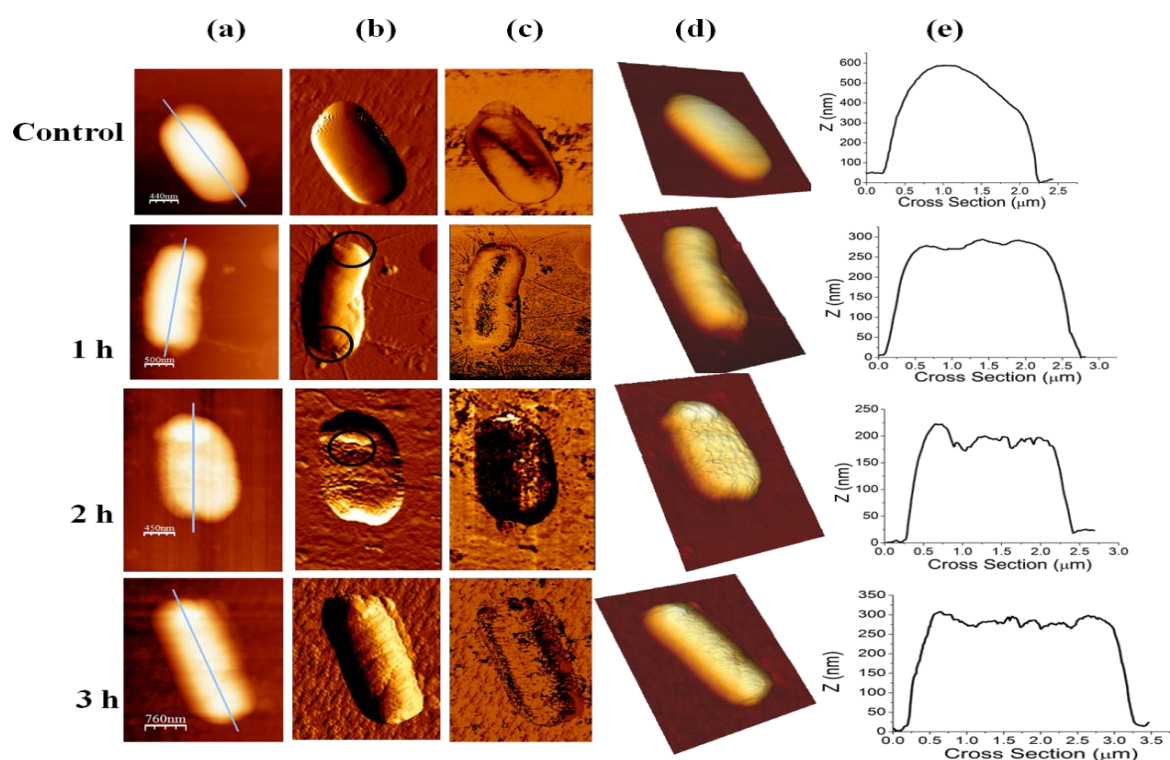 (a) (b) (c) (d) (e)
Control
440nm
Z (nm)
600
500
400
300
200
100
0
0.0 0.5 1.0 1.5 2.0 2.5
Cross Section (μm)
1 h
500nm
Z (nm)
300
250
200
150
100
50
0
0.0 0.5 1.0 1.5 2.0 2.5 3.0
Cross Section (μm)
2 h
450nm
Z (nm)
200
150
100
50
0
0.0 0.5 1.0 1.5 2.0 2.5 3.0
Cross Section (μm)
3 h
760nm
Z (nm)
350
300
250
200
150
100
50
0
0.0 0.5 1.0 1.5 2.0 2.5 3.0 3.5
Cross Section (μm)